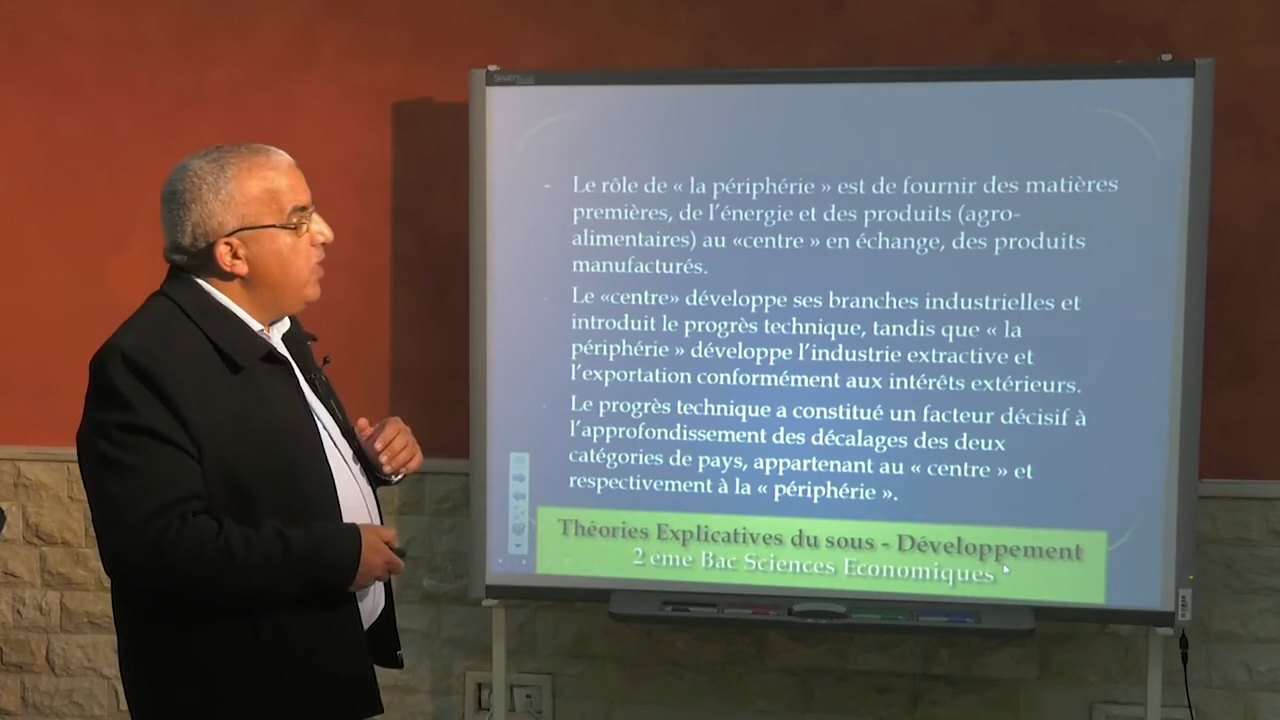 SMART
- Le rôle de « la périphérie » est de fournir des matières
premières, de l’énergie et des produits (agro-
alimentaires) au «centre » en échange, des produits
manufacturés.
- Le «centre» développe ses branches industrielles et
introduit le progrès technique, tandis que « la
périphérie » développe l’industrie extractive et
l’exportation conformément aux intérêts extérieurs.
- Le progrès technique a constitué un facteur décisif à
l’approfondissement des décalages des deux
catégories de pays, appartenant au « centre » et
respectivement à la « périphérie ».
Théories Explicatives du sous - Développement
2 eme Bac Sciences Economiques